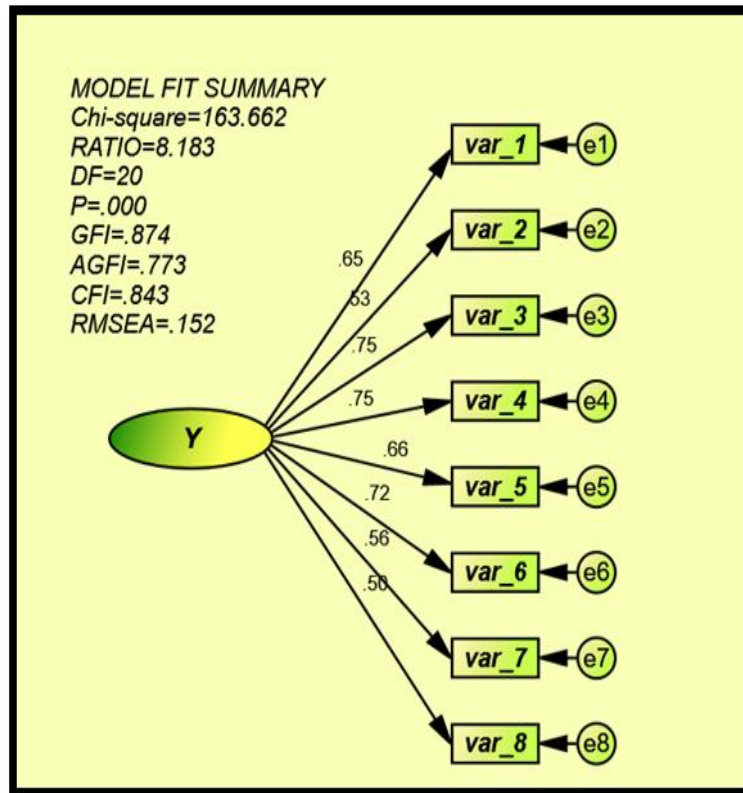 MODEL FIT SUMMARY
Chi-square=163.662
RATIO=8.183
DF=20
P=.000
GFI=.874
AGFI=.773
CFI=.843
RMSEA=.152
Y
.65
.53
.75
.75
.66
.72
.56
.50
var_1 e1
var_2 e2
var_3 e3
var_4 e4
var_5 e5
var_6 e6
var_7 e7
var_8 e8